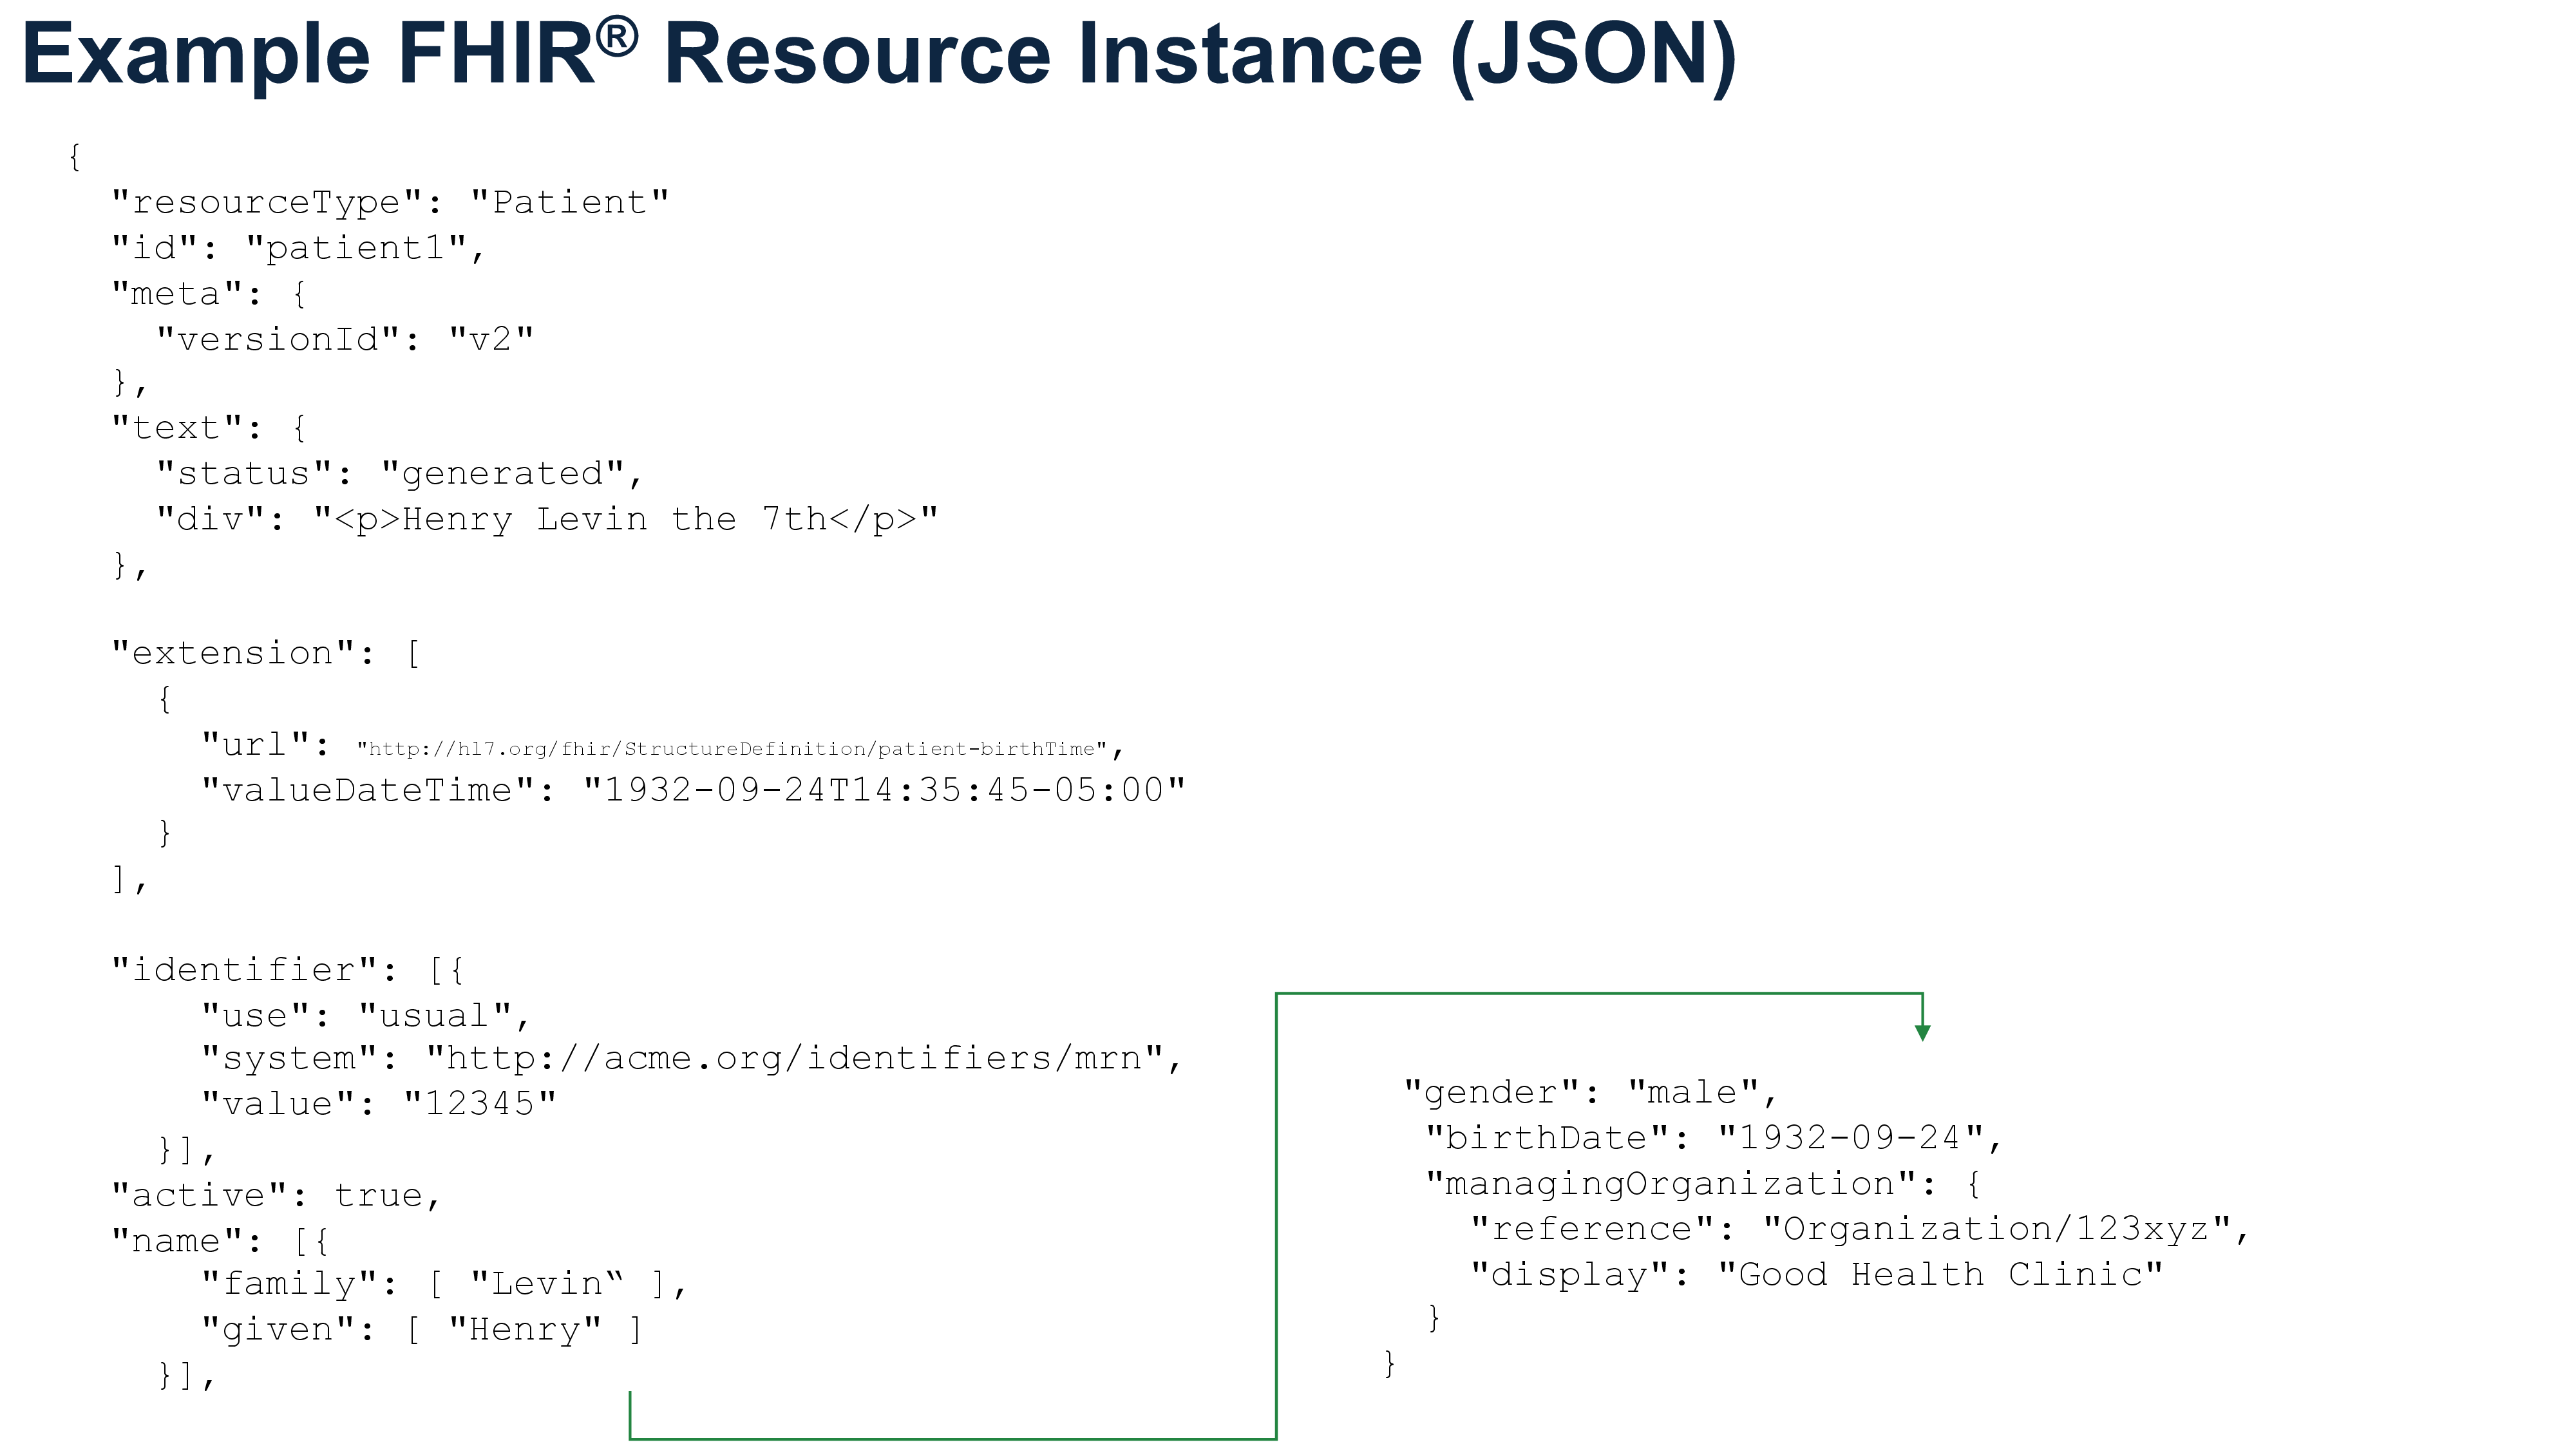 Example FHIR® Resource Instance (JSON)
{
  "resourceType": "Patient"
  "id": "patient1",
  "meta": {
    "versionId": "v2"
  },
  "text": {
    "status": "generated",
    "div": "<p>Henry Levin the 7th</p>"
  },
  "extension": [
    {
      "url": "http://hl7.org/fhir/StructureDefinition/patient-birthTime",
      "valueDateTime": "1932-09-24T14:35:45-05:00"
    }
  ],
  "identifier": [{
      "use": "usual",
      "system": "http://acme.org/identifiers/mrn",
      "value": "12345"
    }],
  "active": true,
  "name": [{
      "family": [ "Levin‟ ],
      "given": [ "Henry" ]
    }],
 "gender": "male",
  "birthDate": "1932-09-24",
  "managingOrganization": {
    "reference": "Organization/123xyz",
    "display": "Good Health Clinic"
  }
}